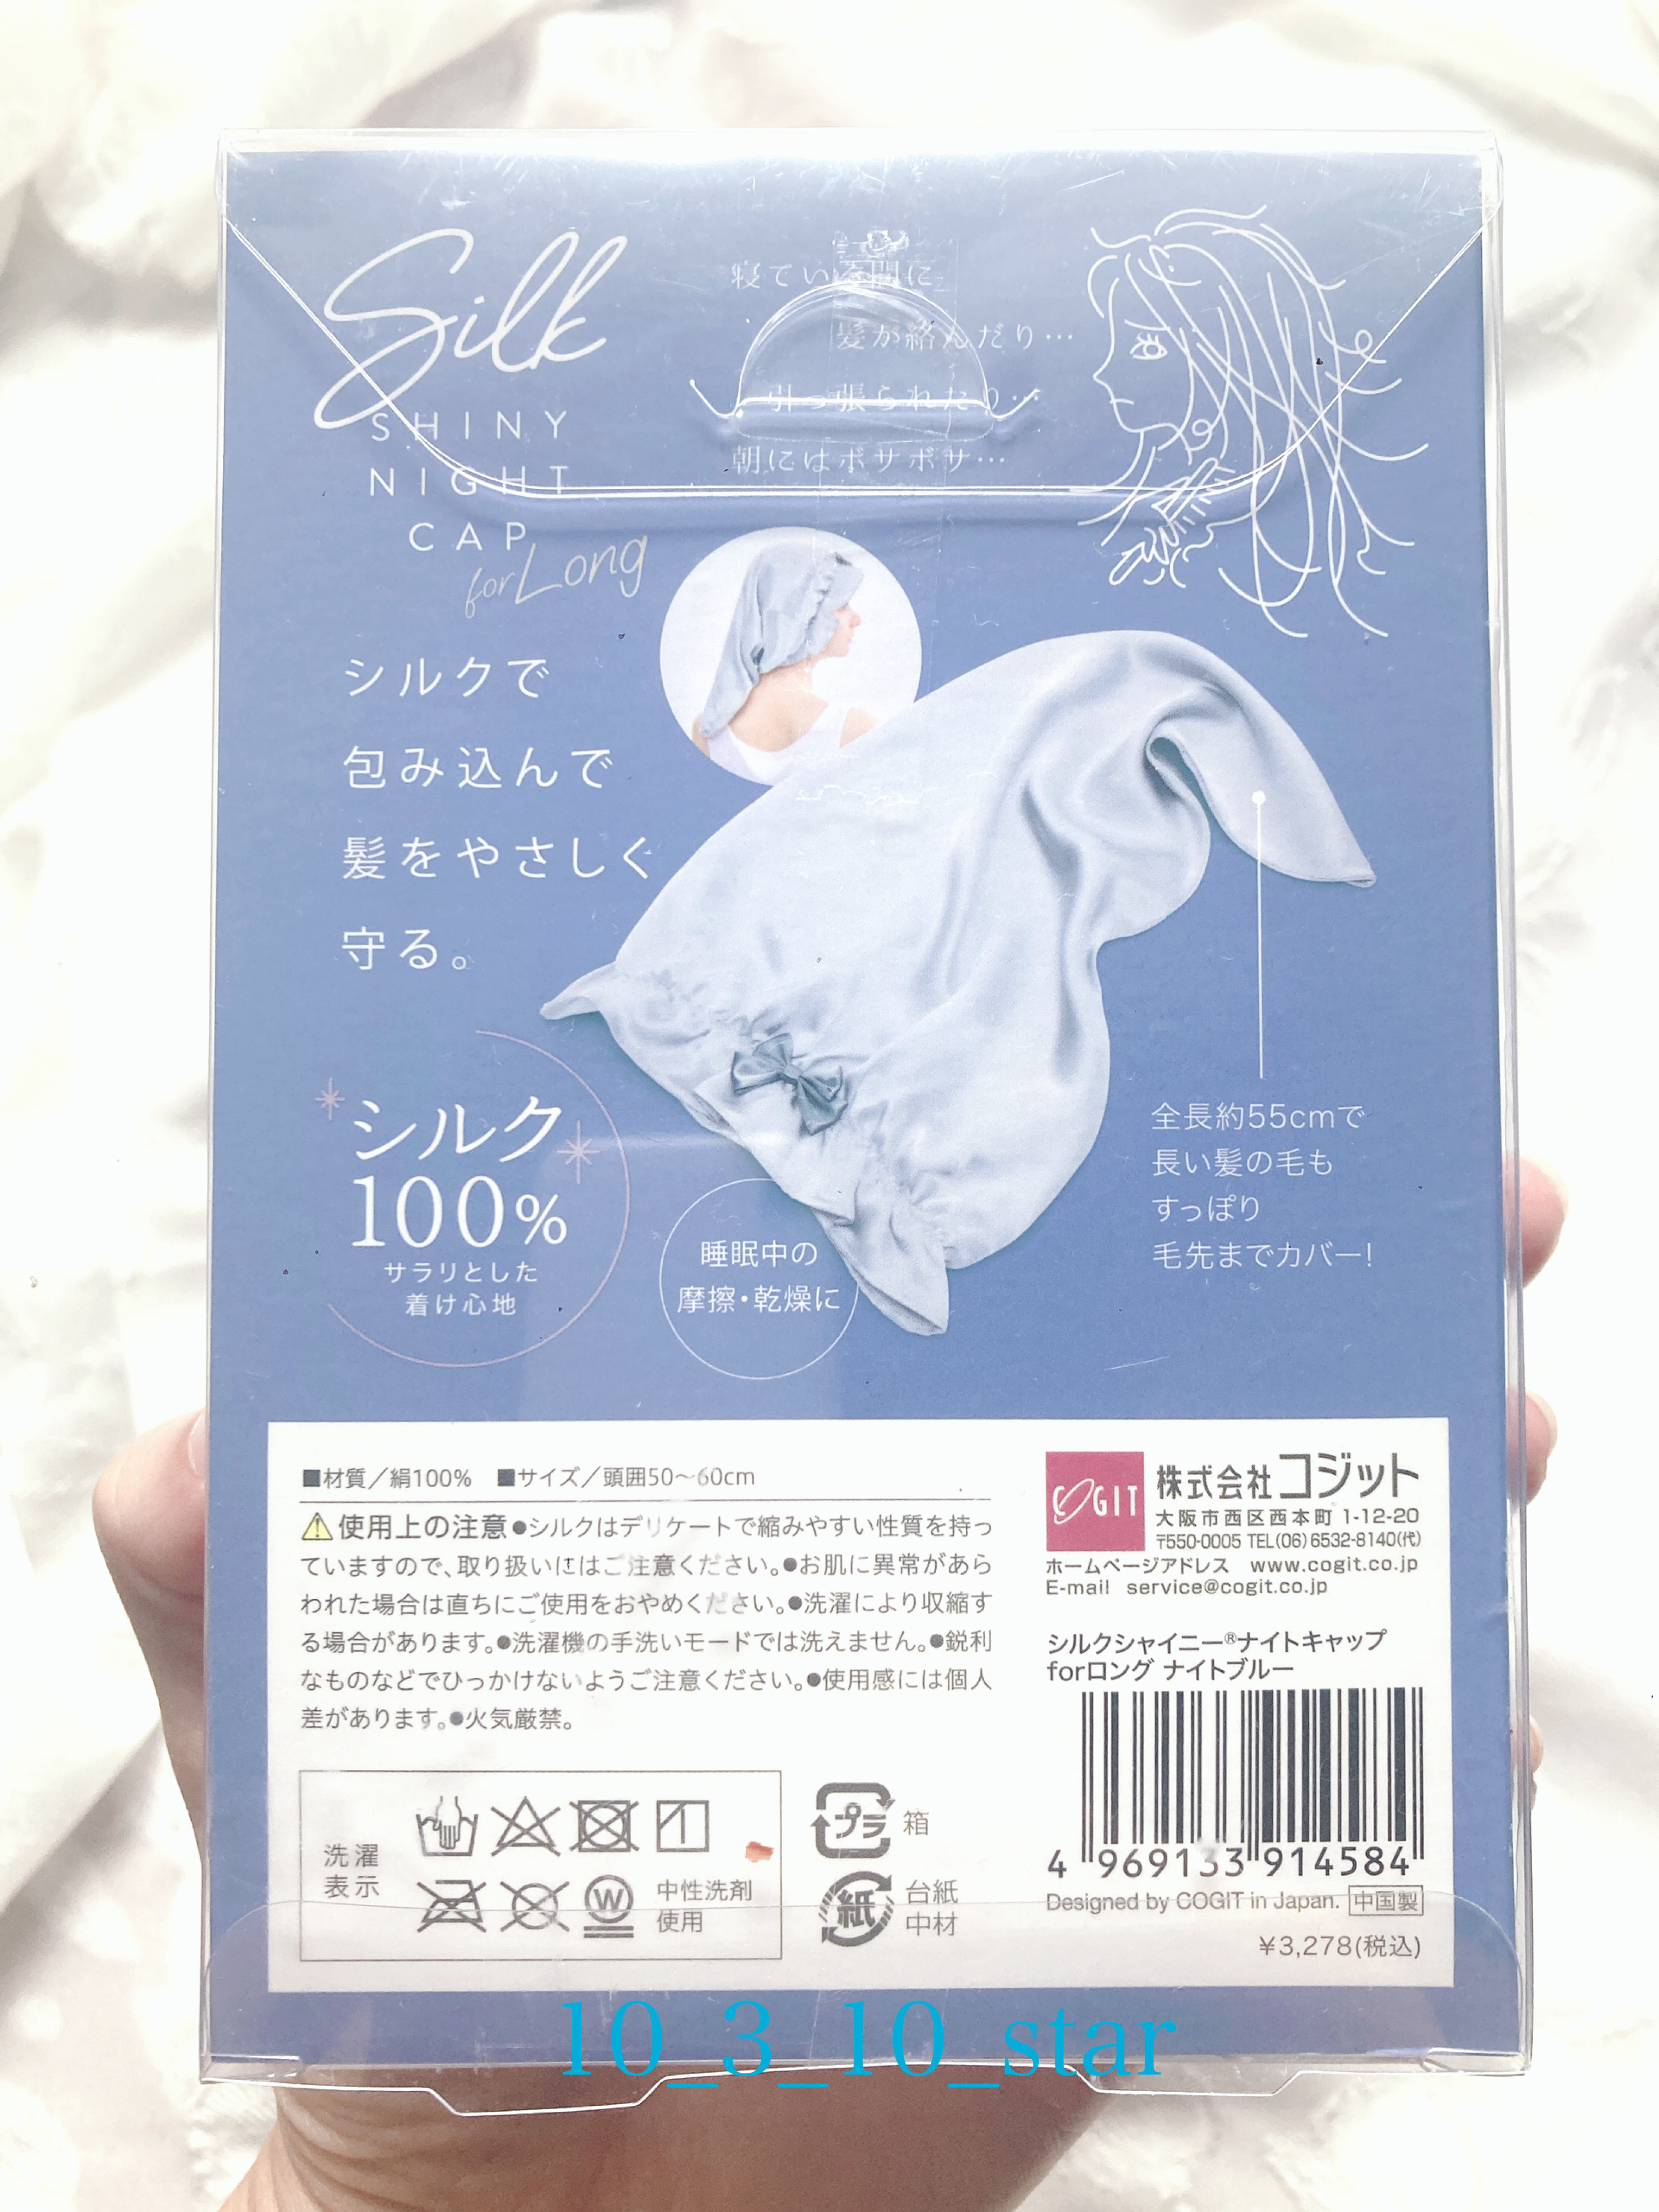 Silk
SHINY
NIGHT
CAP
for Long
寝ている間に
髪が絡んだり…
引っ張られたり…
朝にはボサボサ…
シルクで
包み込んで
髪をやさしく
守る。
シルク
100%
サラリとした
着け心地
睡眠中の
摩擦・乾燥に
全長約55cmで
長い髪の毛も
すっぽり
毛先までカバー!
■材質／絹100% ■サイズ／頭囲50〜60cm
使用上の注意●シルクはデリケートで縮みやすい性質を持っ
ていますので、取り扱いにはご注意ください。●お肌に異常があら
われた場合は直ちにご使用をおやめください。●洗濯により収縮す
る場合があります。●洗濯機の手洗いモードでは洗えません。●鋭利
なものなどでひっかけないようご注意ください。●使用感には個人
差があります。●火気厳禁。
洗濯
表示
W
中性洗剤
使用
プラ
箱
紙
台紙
中材
COGIT
株式会社コジット
大阪市西区西本町 1-12-20
〒550-0005 TEL(06)6532-8140(代)
ホームページアドレス www.cogit.co.jp
E-mail service@cogit.co.jp
シルクシャイニー®ナイトキャップ
forロング ナイトブルー
4 969133 914584
Designed by COGIT in Japan. 中国製
¥3,278(税込)
10_3_10_star